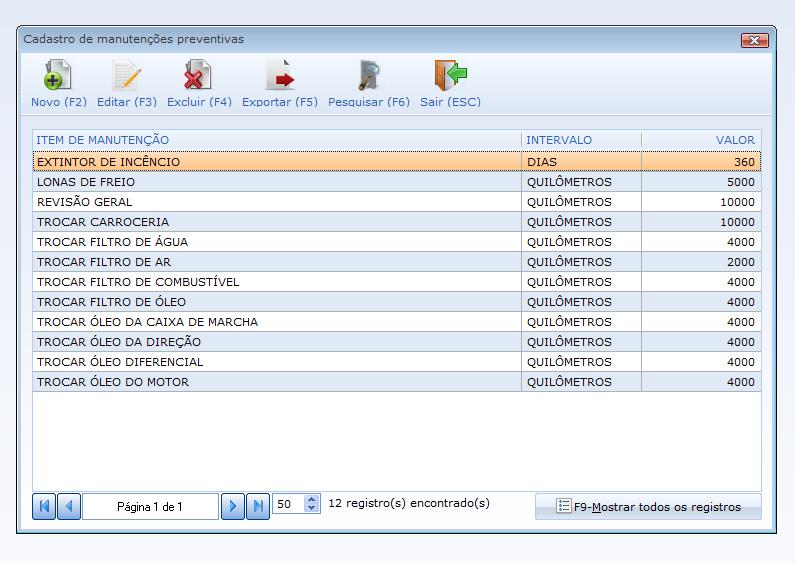 Cadastro de manutenções preventivas
Novo (F2) Editar (F3) Excluir (F4) Exportar (F5) Pesquisar (F6) Sair (ESC)
ITEM DE MANUTENÇÃO INTERVALO VALOR
EXTINTOR DE INCÊNCIO DIAS 360
LONAS DE FREIO QUILÔMETROS 5000
REVISÃO GERAL QUILÔMETROS 10000
TROCAR CARROCERIA QUILÔMETROS 10000
TROCAR FILTRO DE ÁGUA QUILÔMETROS 4000
TROCAR FILTRO DE AR QUILÔMETROS 2000
TROCAR FILTRO DE COMBUSTÍVEL QUILÔMETROS 4000
TROCAR FILTRO DE ÓLEO QUILÔMETROS 4000
TROCAR ÓLEO DA CAIXA DE MARCHA QUILÔMETROS 4000
TROCAR ÓLEO DA DIREÇÃO QUILÔMETROS 4000
TROCAR ÓLEO DIFERENCIAL QUILÔMETROS 4000
TROCAR ÓLEO DO MOTOR QUILÔMETROS 4000
Página 1 de 1 50 12 registro(s) encontrado(s) F9-Mostrar todos os registros